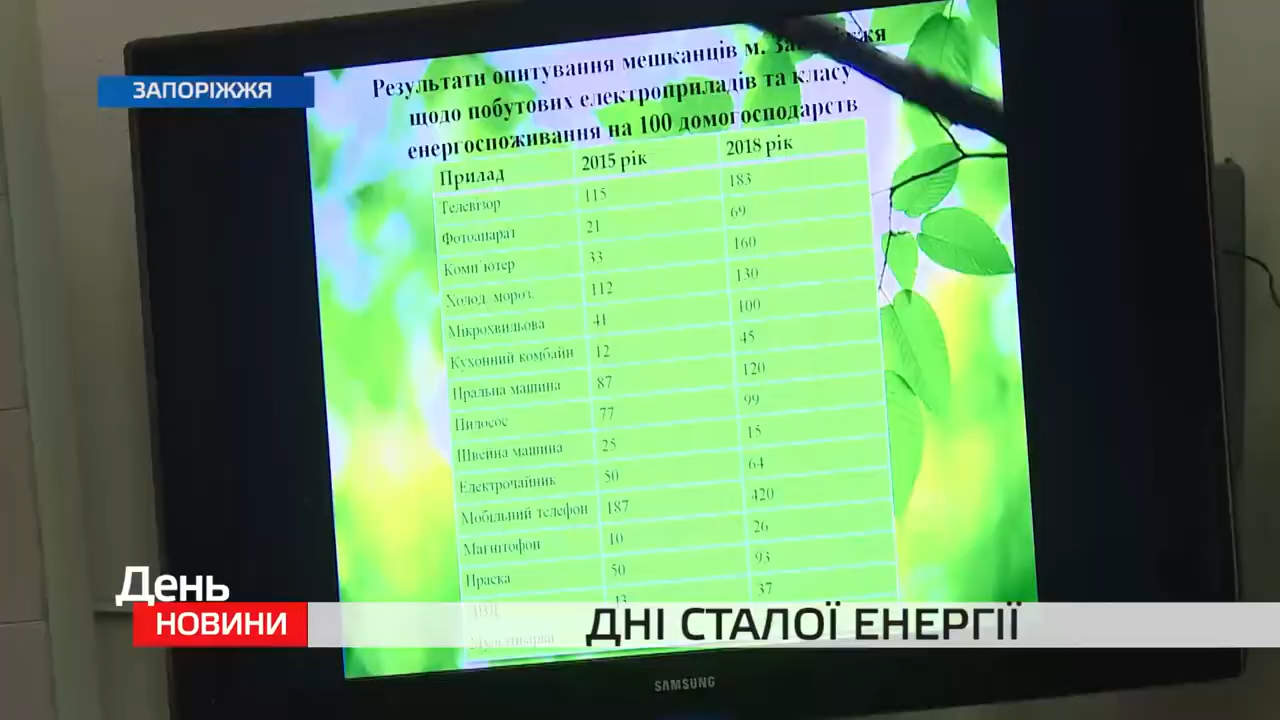 ЗАПОРІЖЖЯ
Результати опитування мешканців м.
щодо побутових електроприладів та класу
енергоспоживання на 100 домогосподарств
Прилад 2015 рік 2018 рік
Телевізор 115 183
Фотоапарат 21 69
Комп'ютер 33 160
Холод. мороз. 112 130
Мікрохвильова 41 100
Кухонний комбайн 12 45
Пральна машина 87 120
Пилосос 77 99
Швейна машина 25 15
Електрочайник 50 64
Мобільний телефон 187 420
Магнітофон 10 26
Праска 50 93
13 37
Мультиварка
День
НОВИНИ
ДНІ СТАЛОЇ ЕНЕРГІЇ
SAMSUNG